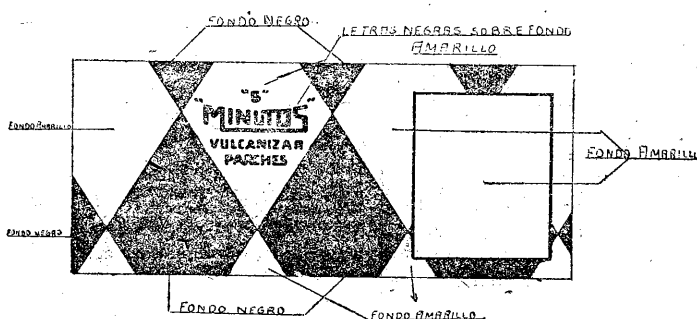 FONDO NEGRO
LETRAS NEGRAS SOBRE FONDO
AMARILLO
"5"
"MINUTOS"
VULCANIZAR
PARCHES
FONDO AMARILLO
FONDO AMARILL
FONDO NEGRO
FONDO NEGRO
FONDO AMARILLO